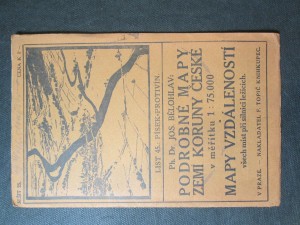 LIST 45. PÍSEK-PROTIVÍN.
Ph. Dr. JOS. BĚLOHLAV:
PODROBNÉ MAPY
ZEMÍ KORUNY ČESKÉ
v měřítku 1 : 75.000
MAPY VZDÁLENOSTÍ
všech míst při silnici ležících.
V PRAZE. - NAKLADATEL J. TOPIČ KNIHKUPEC.